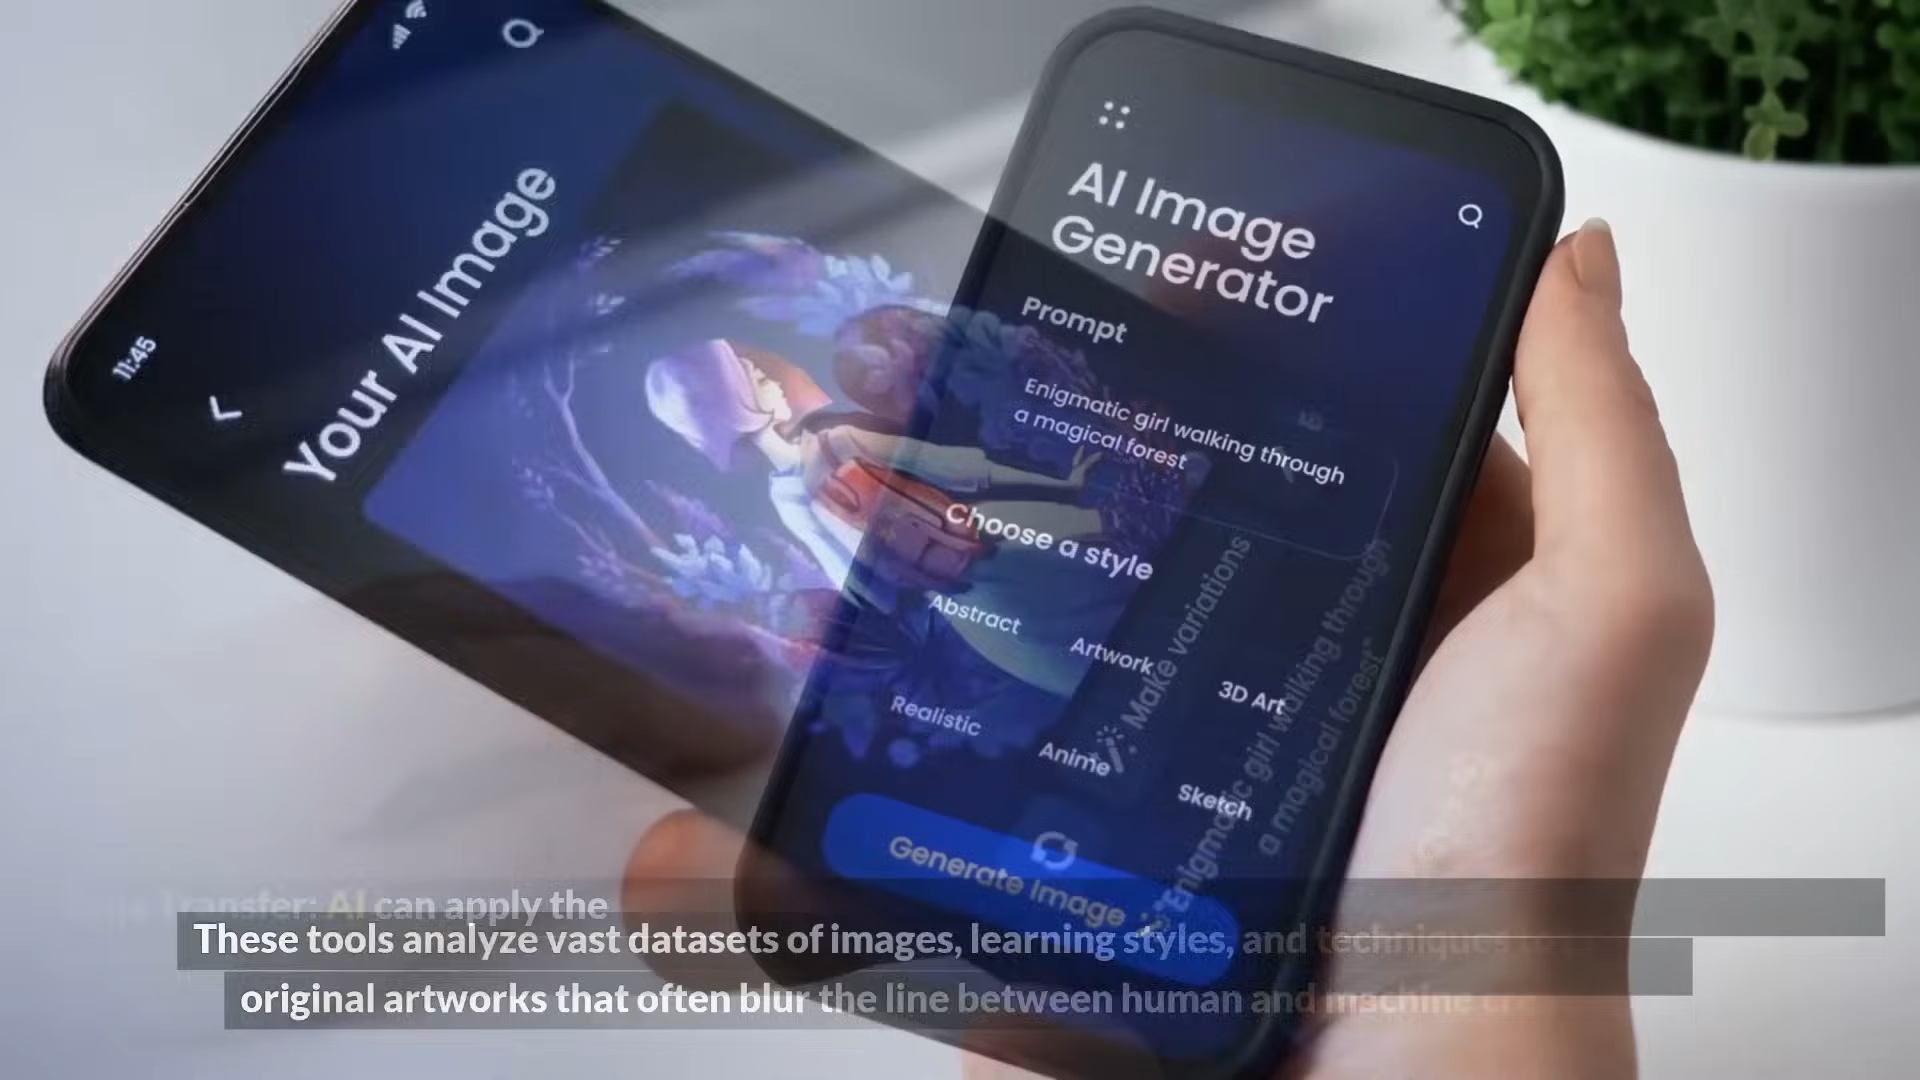 11:45
Your AI Image
AI Image
Generator
Prompt
Enigmatic girl walking through
a magical forest
Choose a style
Abstract
Artwork
3D Art
Realistic
Anime
Sketch
Generate Image
Make variations
"Enigmatic girl walking through
a magical forest"
Transfer: AI can apply the
These tools analyze vast datasets of images, learning styles, and techniques
original artworks that often blur the line between human and machine